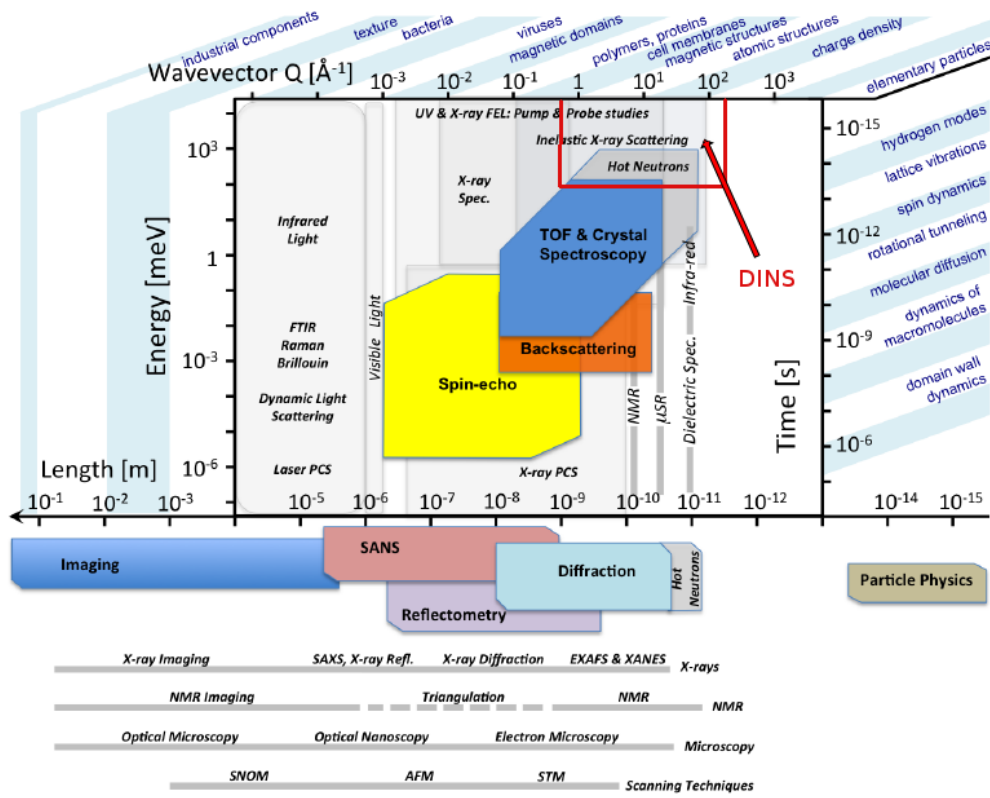 industrial components
texture
bacteria
viruses
magnetic domains
polymers, proteins
cell membranes
magnetic structures
atomic structures
charge density
elementary particles
Wavevector Q [Å⁻¹]
10⁻³
10⁻²
10⁻¹
1
10¹
10²
10³
UV & X-ray FEL: Pump & Probe studies
Inelastic X-ray Scattering
Hot Neutrons
X-ray
Spec.
Infrared
Light
TOF & Crystal
Spectroscopy
DINS
Energy [meV]
10³
1
10⁻³
10⁻⁶
FTIR
Raman
Brillouin
Dynamic Light
Scattering
Laser PCS
Visible Light
Spin-echo
Backscattering
X-ray PCS
NMR
µSR
Dielectric Spec.
Infra-red
Time [s]
10⁻¹⁵
10⁻¹²
10⁻⁹
10⁻⁶
hydrogen modes
lattice vibrations
spin dynamics
rotational tunneling
molecular diffusion
dynamics of
macromolecules
domain wall
dynamics
Length [m]
10⁻¹
10⁻²
10⁻³
10⁻⁵
10⁻⁶
10⁻⁷
10⁻⁸
10⁻⁹
10⁻¹⁰
10⁻¹¹
10⁻¹²
10⁻¹⁴
10⁻¹⁵
Imaging
SANS
Diffraction
Hot
Neutrons
Reflectometry
Particle Physics
X-ray Imaging
SAXS, X-ray Refl.
X-ray Diffraction
EXAFS & XANES
X-rays
NMR Imaging
Triangulation
NMR
NMR
Optical Microscopy
Optical Nanoscopy
Electron Microscopy
Microscopy
SNOM
AFM
STM
Scanning Techniques